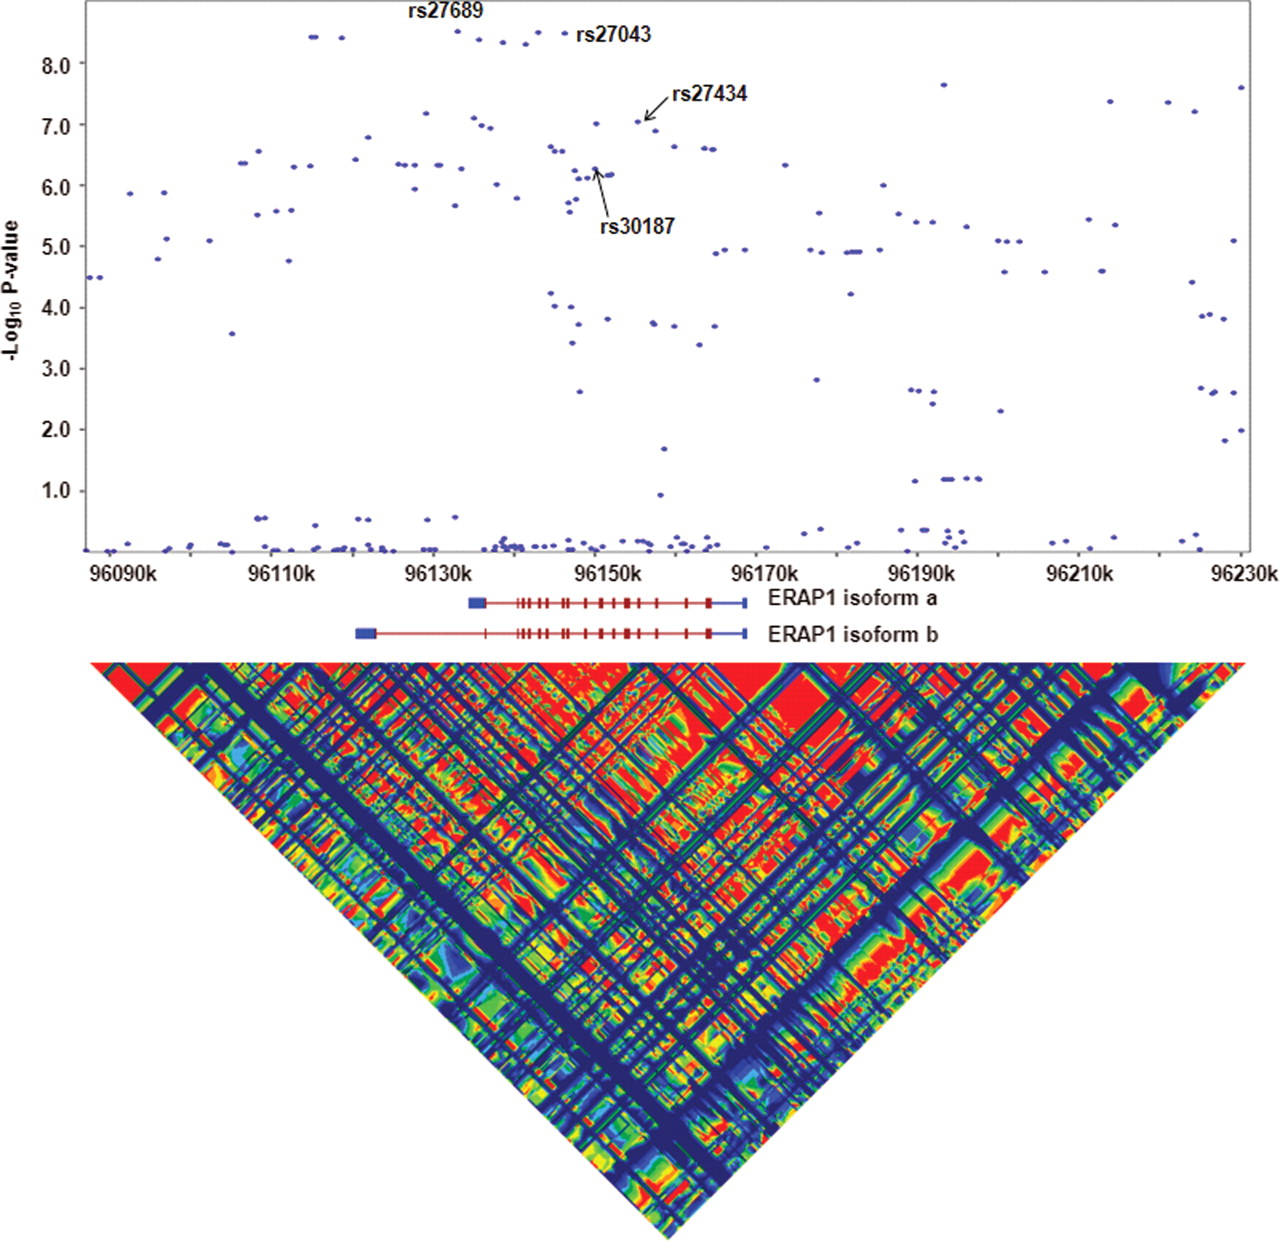 rs27689
rs27043
rs27434
rs30187
-Log10 P-value
8.0
7.0
6.0
5.0
4.0
3.0
2.0
1.0
96090k 96110k 96130k 96150k 96170k 96190k 96210k 96230k
ERAP1 isoform a
ERAP1 isoform b